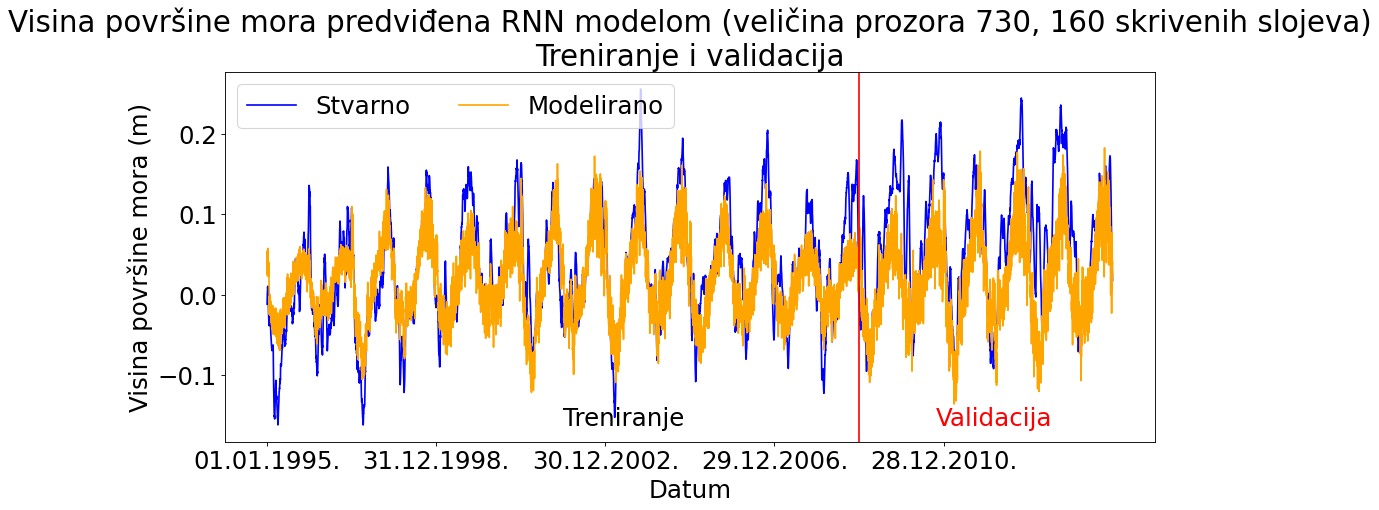 Visina površine mora predviđena RNN modelom (veličina prozora 730, 160 skrivenih slojeva)
Treniranje i validacija
Stvarno
Modelirano
Visina površine mora (m)
0.2
0.1
0.0
−0.1
Treniranje
Validacija
01.01.1995.
31.12.1998.
30.12.2002.
29.12.2006.
28.12.2010.
Datum